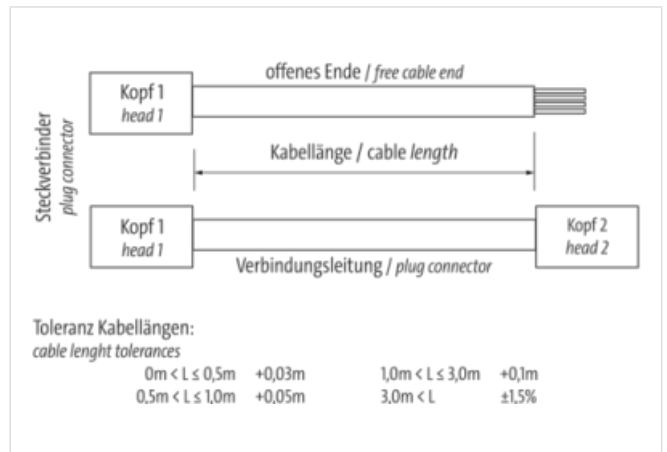 offenes Ende / free cable end
Kopf 1
head 1
Steckverbinder
plug connector
Kabellänge / cable length
Kopf 1
head 1
Kopf 2
head 2
Verbindungsleitung / plug connector
Toleranz Kabellängen:
cable lenght tolerances
0m < L ≤ 0,5m +0,03m 1,0m < L ≤ 3,0m +0,1m
0,5m < L ≤ 1,0m +0,05m 3,0m < L ±1,5%